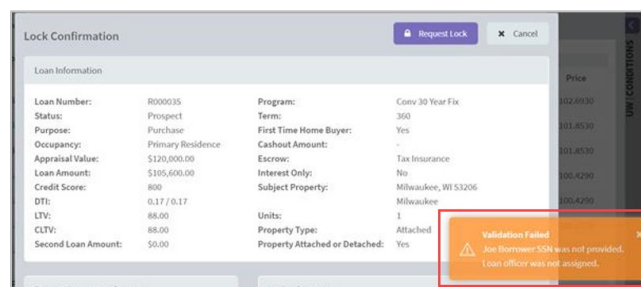 Lock Confirmation
Request Lock
Cancel
Loan Information
Loan Number: R000035 Program: Conv 30 Year Fix
Status: Prospect Term: 360
Purpose: Purchase First Time Home Buyer: Yes
Occupancy: Primary Residence Cashout Amount: -
Appraisal Value: $120,000.00 Escrow: Tax Insurance
Loan Amount: $105,600.00 Interest Only: No
Credit Score: 800 Subject Property: Milwaukee, WI 53206
DTI: 0.17 / 0.17 Milwaukee
LTV: 88.00 Units: 1
CLTV: 88.00 Property Type: Attached
Second Loan Amount: $0.00 Property Attached or Detached: Yes
Price
102.6930
101.8530
101.8530
100.4290
100.4290
UW CONDITIONS
Validation Failed
Joe Borrower SSN was not provided.
Loan officer was not assigned.